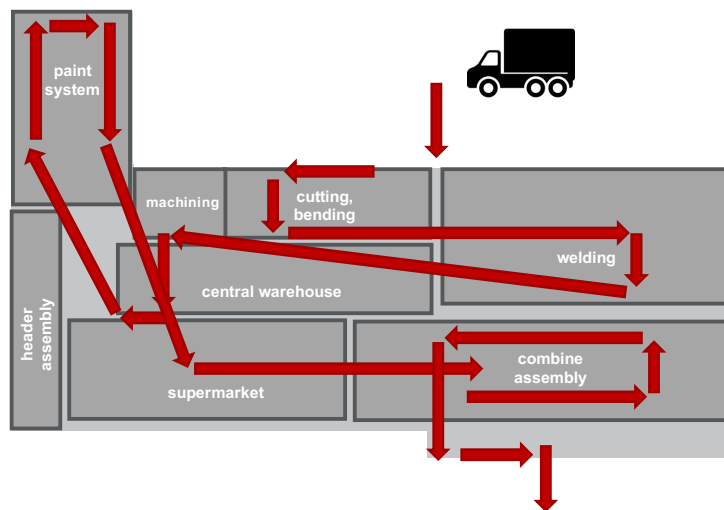 paint
system
machining
cutting,
bending
welding
central warehouse
header
assembly
combine
assembly
supermarket